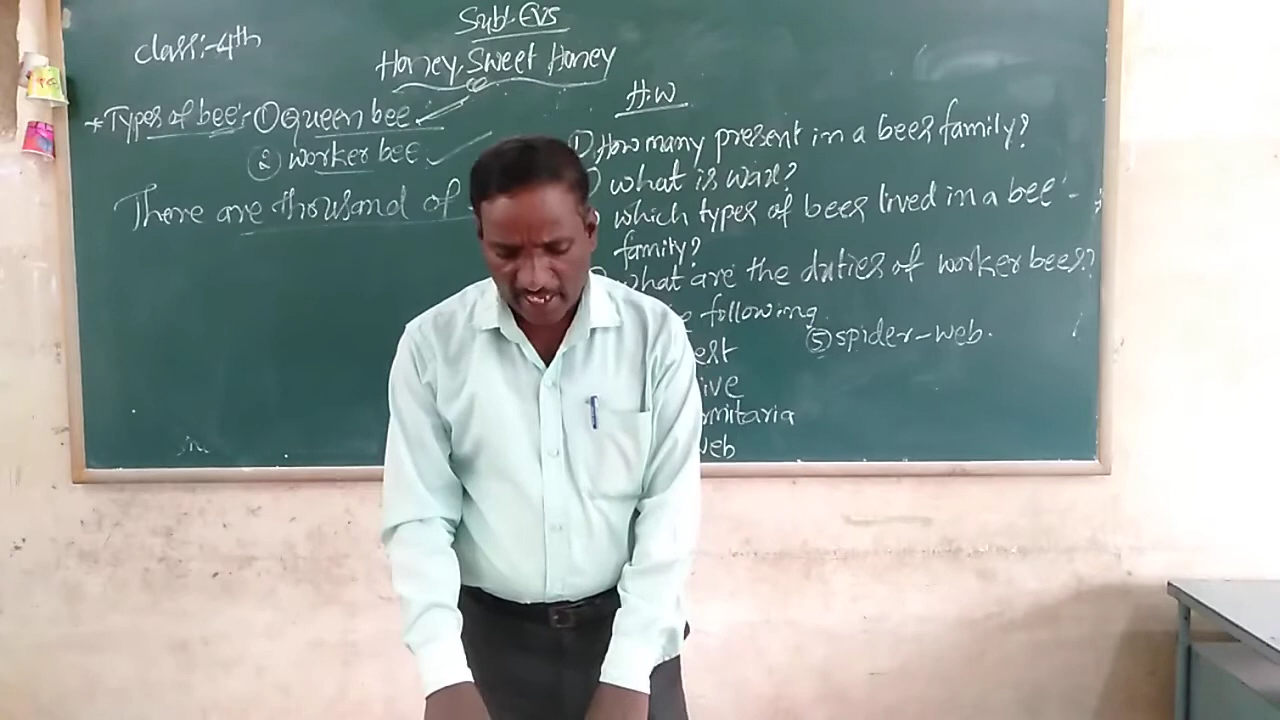 Sub:-EVS
class:-4th
Honey, Sweet Honey
*Types of bee:- ① Queen bee.
② worker bee.
There are thousand of
H.W
① How many present in a bees family?
what is wax?
which types of bees lived in a bee -
family?
what are the duties of worker bees?
following.
⑤ spider-web.